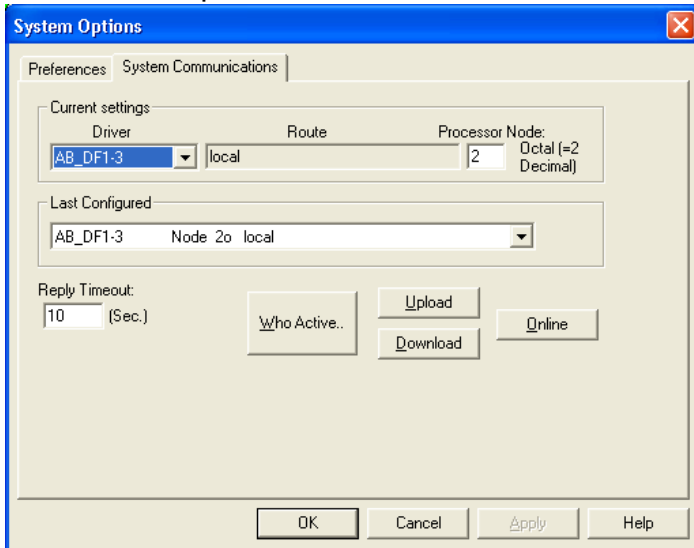 System Options
Preferences System Communications
Current settings
Driver Route Processor Node:
AB_DF1-3 local 2 Octal (=2
Decimal)
Last Configured
AB_DF1-3 Node 2o local
Reply Timeout:
10 (Sec.)
Who Active..
Upload
Download
Online
OK Cancel Apply Help